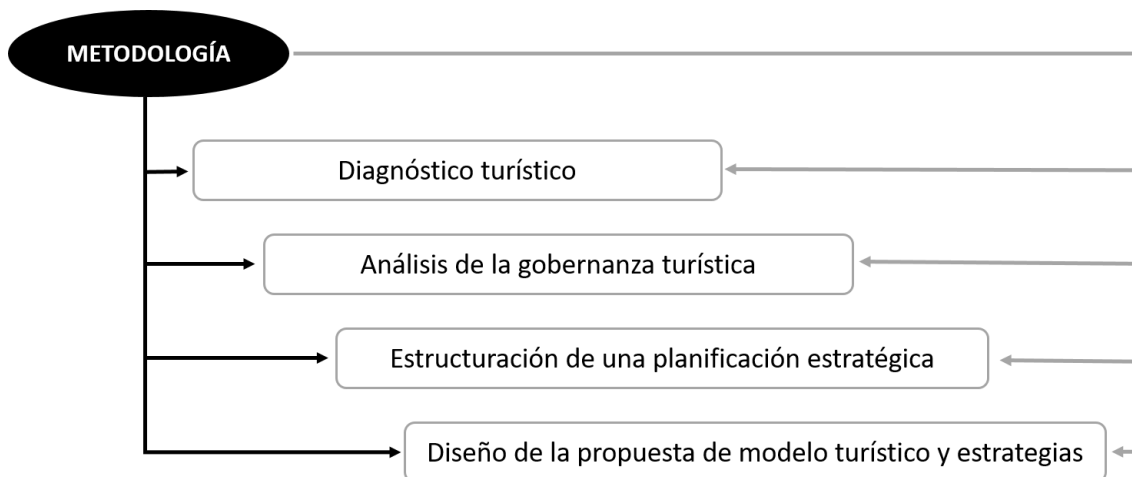 METODOLOGÍA
Diagnóstico turístico
Análisis de la gobernanza turística
Estructuración de una planificación estratégica
Diseño de la propuesta de modelo turístico y estrategias